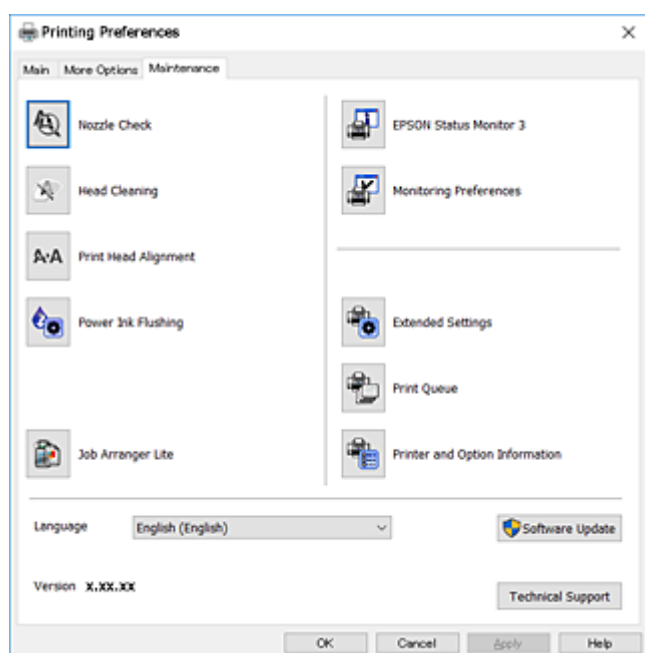 Printing Preferences
Main More Options Maintenance
Nozzle Check
Head Cleaning
A·A Print Head Alignment
Power Ink Flushing
Job Arranger Lite
EPSON Status Monitor 3
Monitoring Preferences
Extended Settings
Print Queue
Printer and Option Information
Language English (English)
Software Update
Version X.XX.XX
Technical Support
OK Cancel Apply Help